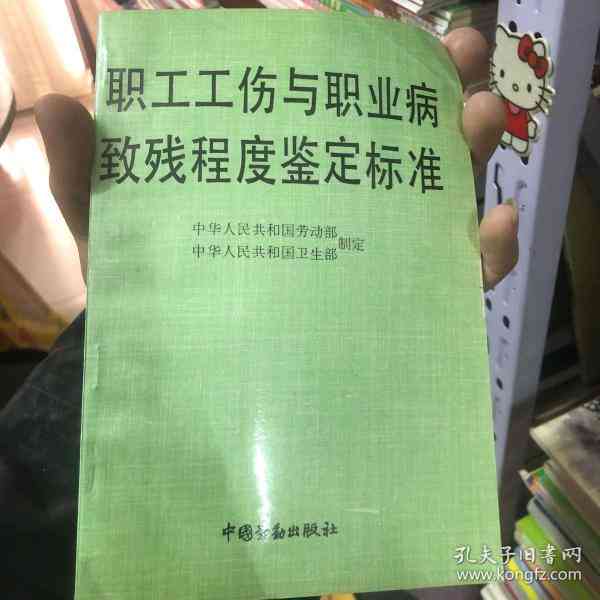 职工工伤与职业病
致残程度鉴定标准
中华人民共和国劳动部
中华人民共和国卫生部
制定
中国劳动出版社
孔夫子旧书网
www.kongfz.com